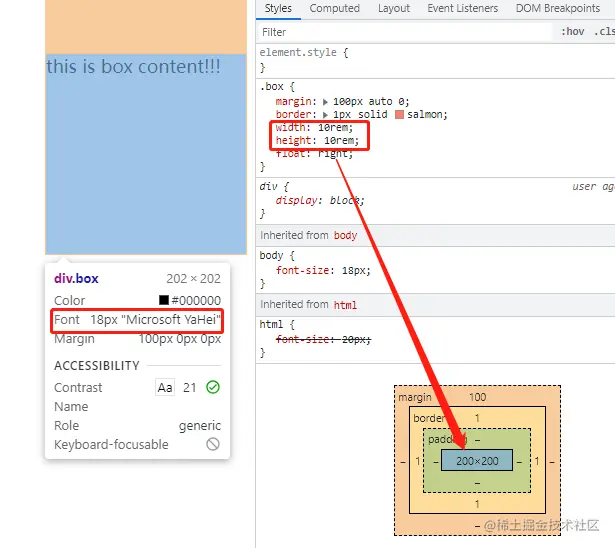 this is box content!!!
div.box 202 × 202
Color #000000
Font 18px "Microsoft YaHei"
Margin 100px 0px 0px
ACCESSIBILITY
Contrast Aa 21
Name
Role generic
Keyboard-focusable
Styles Computed Layout Event Listeners DOM Breakpoints
Filter :hov .cls
element.style {
}
.box {
margin: 100px auto 0;
border: 1px solid salmon;
width: 10rem;
height: 10rem;
float: right;
}
div { user age
display: block;
}
Inherited from body
body {
font-size: 18px;
}
Inherited from html
html {
font-size: 20px;
}
margin 100
border 1
padding –
– 1 – 200×200 – 1 –
–
1
–
@稀土掘金技术社区